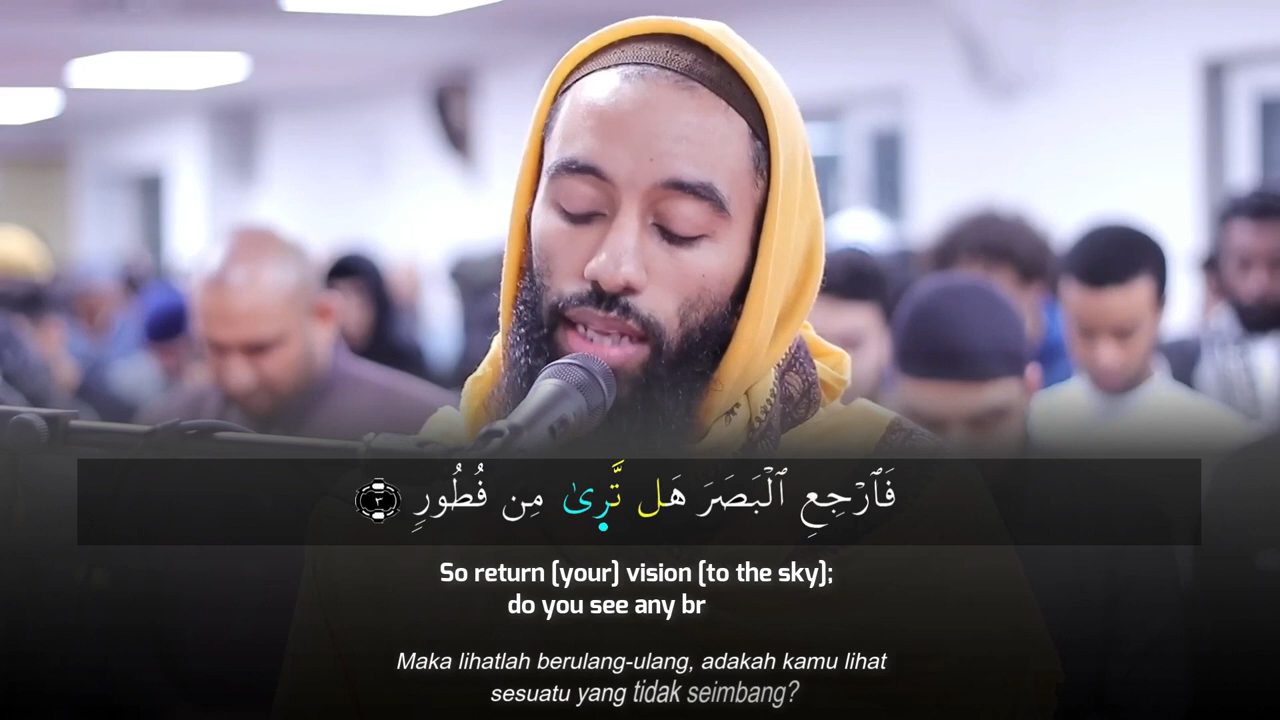 فَٱرْجِعِ ٱلْبَصَرَ هَل تَّرَىٰ مِن فُطُورٍ ٣
So return [your] vision [to the sky];
do you see any br
Maka lihatlah berulang-ulang, adakah kamu lihat
sesuatu yang tidak seimbang?